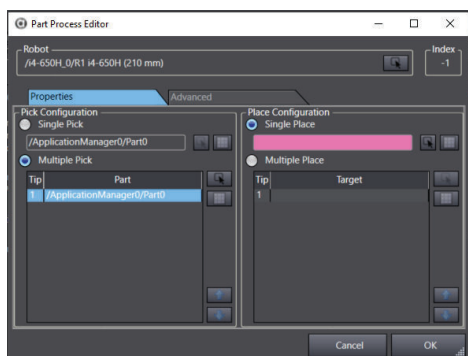 Part Process Editor
Robot
/i4-650H_0/R1 i4-650H (210 mm)
Index
-1
Properties
Advanced
Pick Configuration
Single Pick
/ApplicationManager0/Part0
Multiple Pick
Tip Part
1 /ApplicationManager0/Part0
Place Configuration
Single Place
Multiple Place
Tip Target
1
Cancel
OK